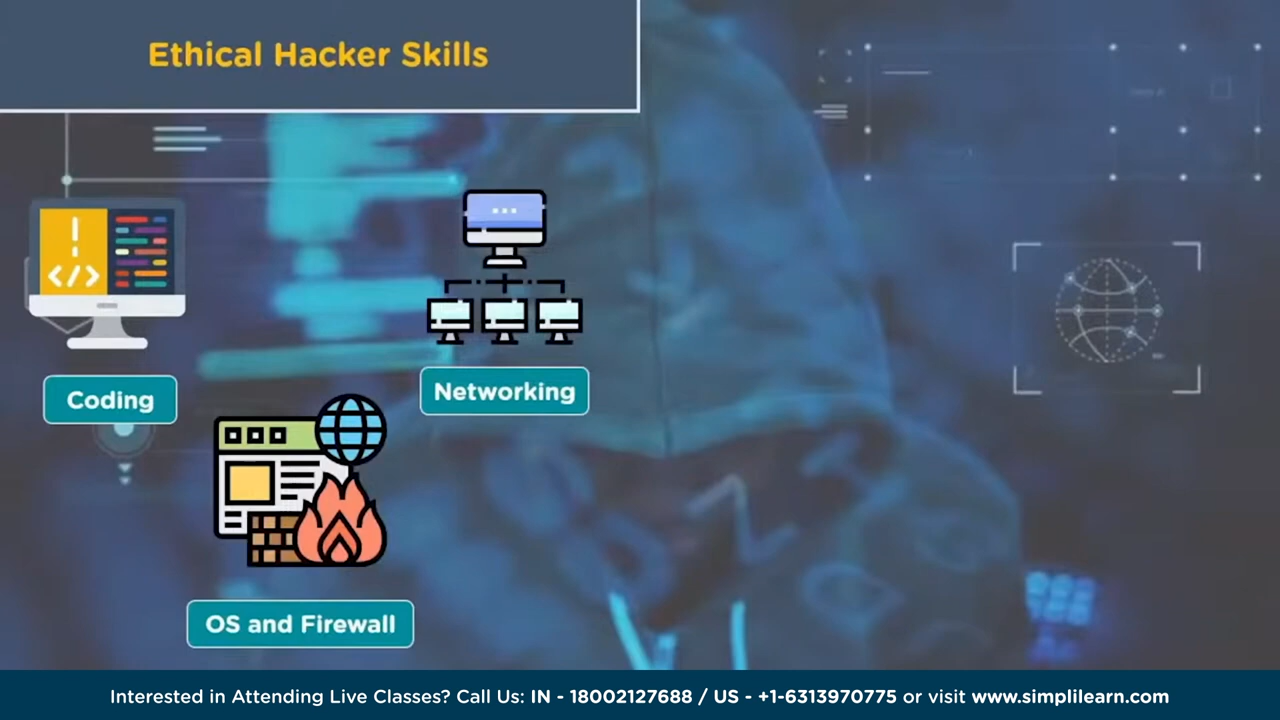 Ethical Hacker Skills
Coding
Networking
OS and Firewall
Interested in Attending Live Classes? Call Us: IN - 18002127688 / US - +1-6313970775 or visit www.simplilearn.com